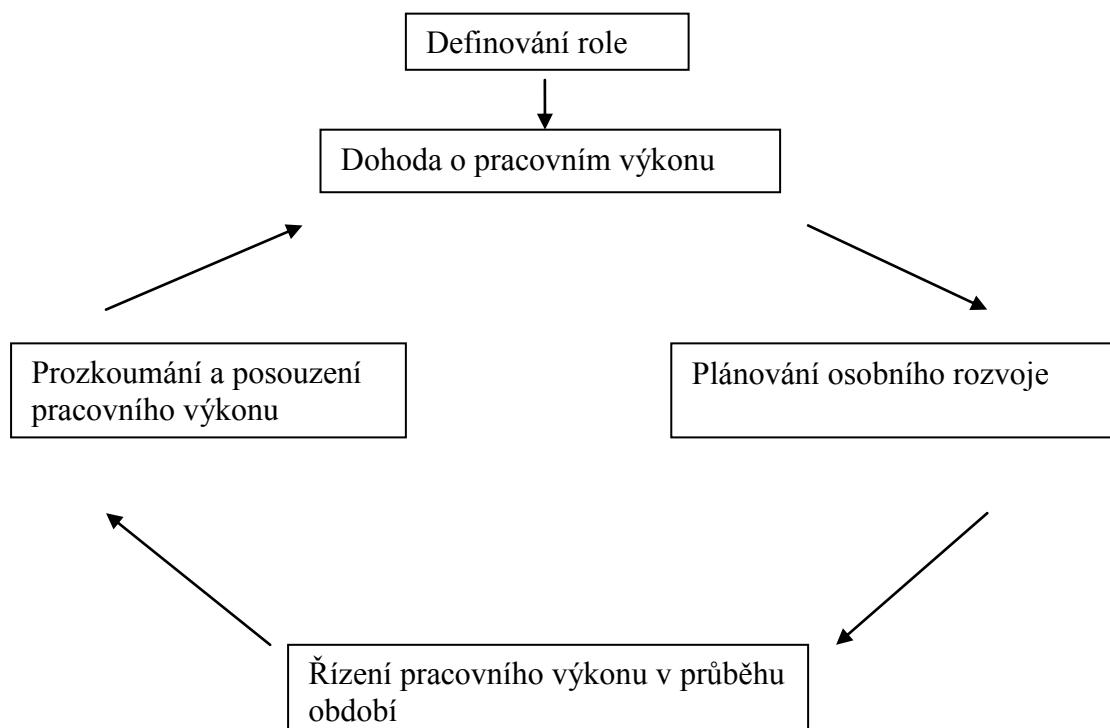 Definování role
Dohoda o pracovním výkonu
Prozkoumání a posouzení
pracovního výkonu
Plánování osobního rozvoje
Řízení pracovního výkonu v průběhu
období